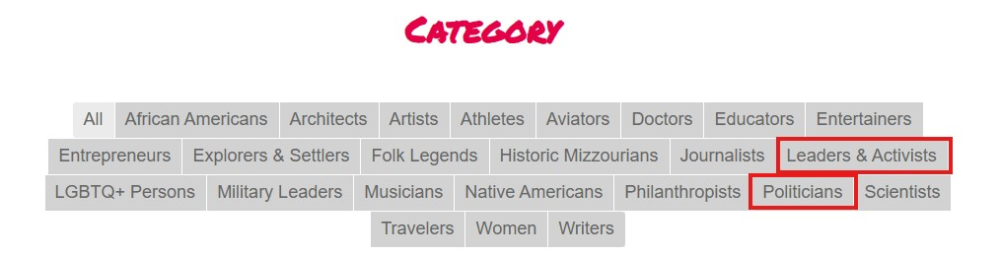 Category
All African Americans Architects Artists Athletes Aviators Doctors Educators Entertainers
Entrepreneurs Explorers & Settlers Folk Legends Historic Mizzourians Journalists Leaders & Activists
LGBTQ+ Persons Military Leaders Musicians Native Americans Philanthropists Politicians Scientists
Travelers Women Writers